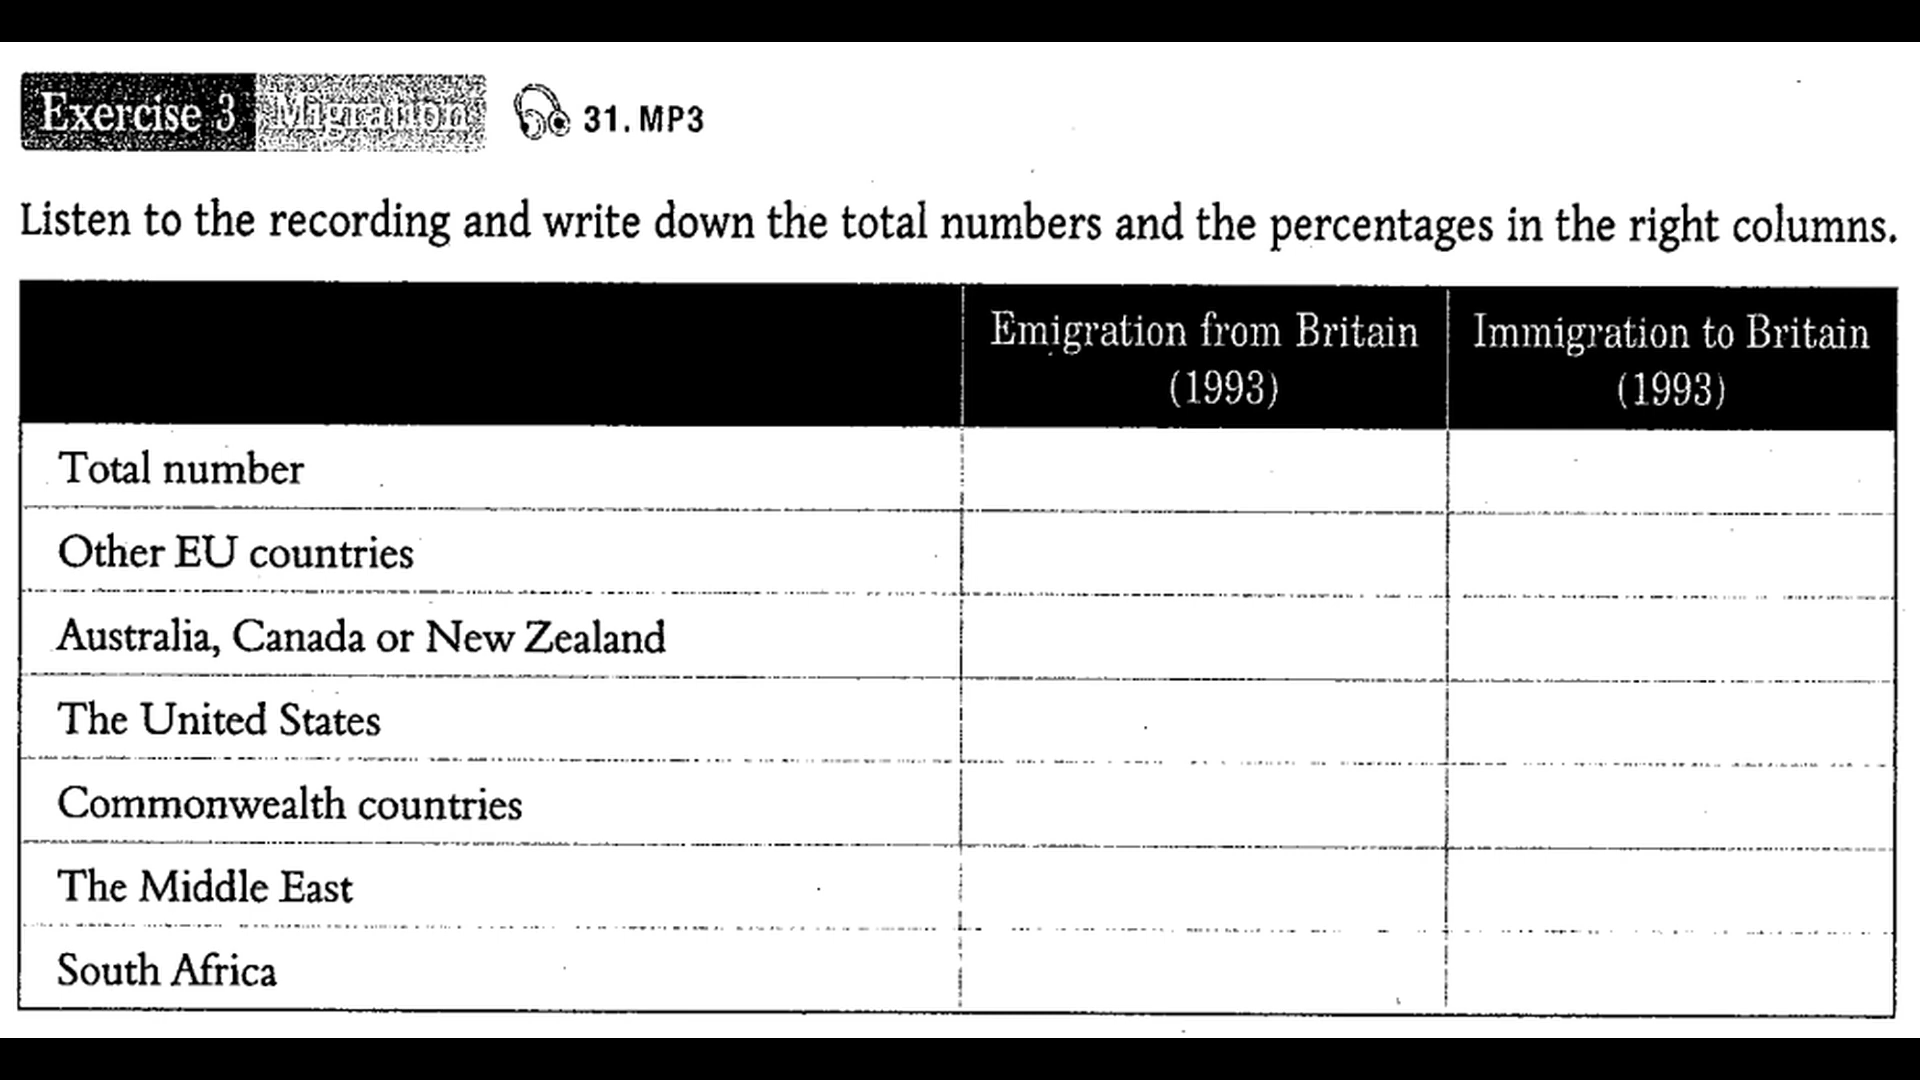 Exercise 3 Migration 31. MP3
Listen to the recording and write down the total numbers and the percentages in the right columns.
Emigration from Britain (1993)
Immigration to Britain (1993)
Total number
Other EU countries
Australia, Canada or New Zealand
The United States
Commonwealth countries
The Middle East
South Africa